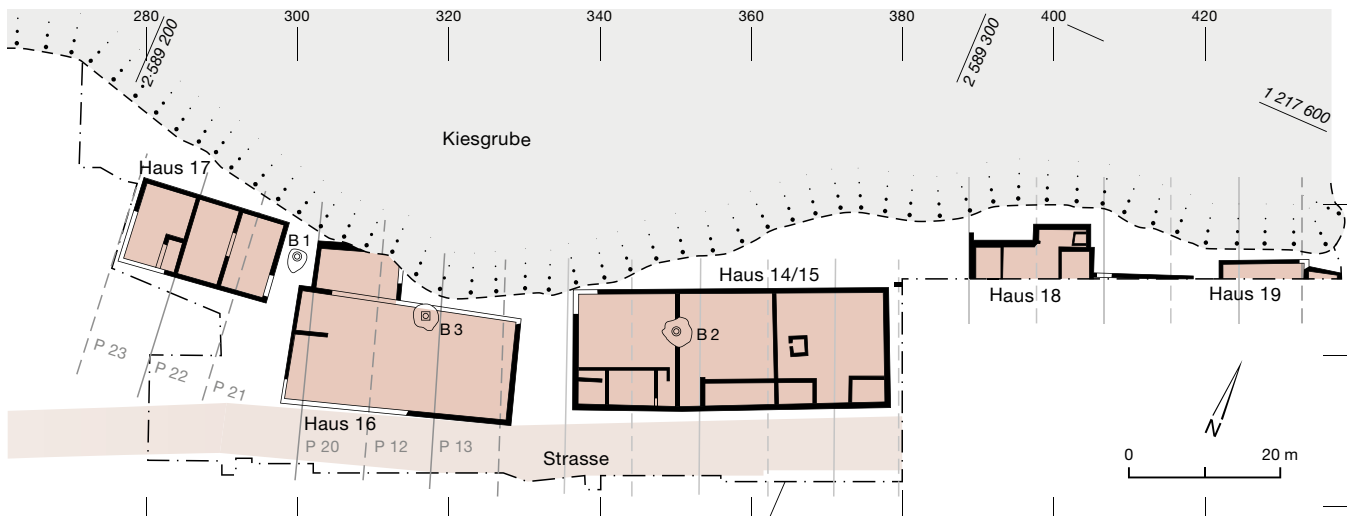 280 300 320 340 360 380 400 420
2 589 200
2 589 300
1 217 600
Kiesgrube
Haus 17
B 1
Haus 14/15
B 3
B 2
Haus 18
Haus 19
P 23
P 22
P 21
Haus 16
P 20
P 12
P 13
Strasse
N
0 20 m